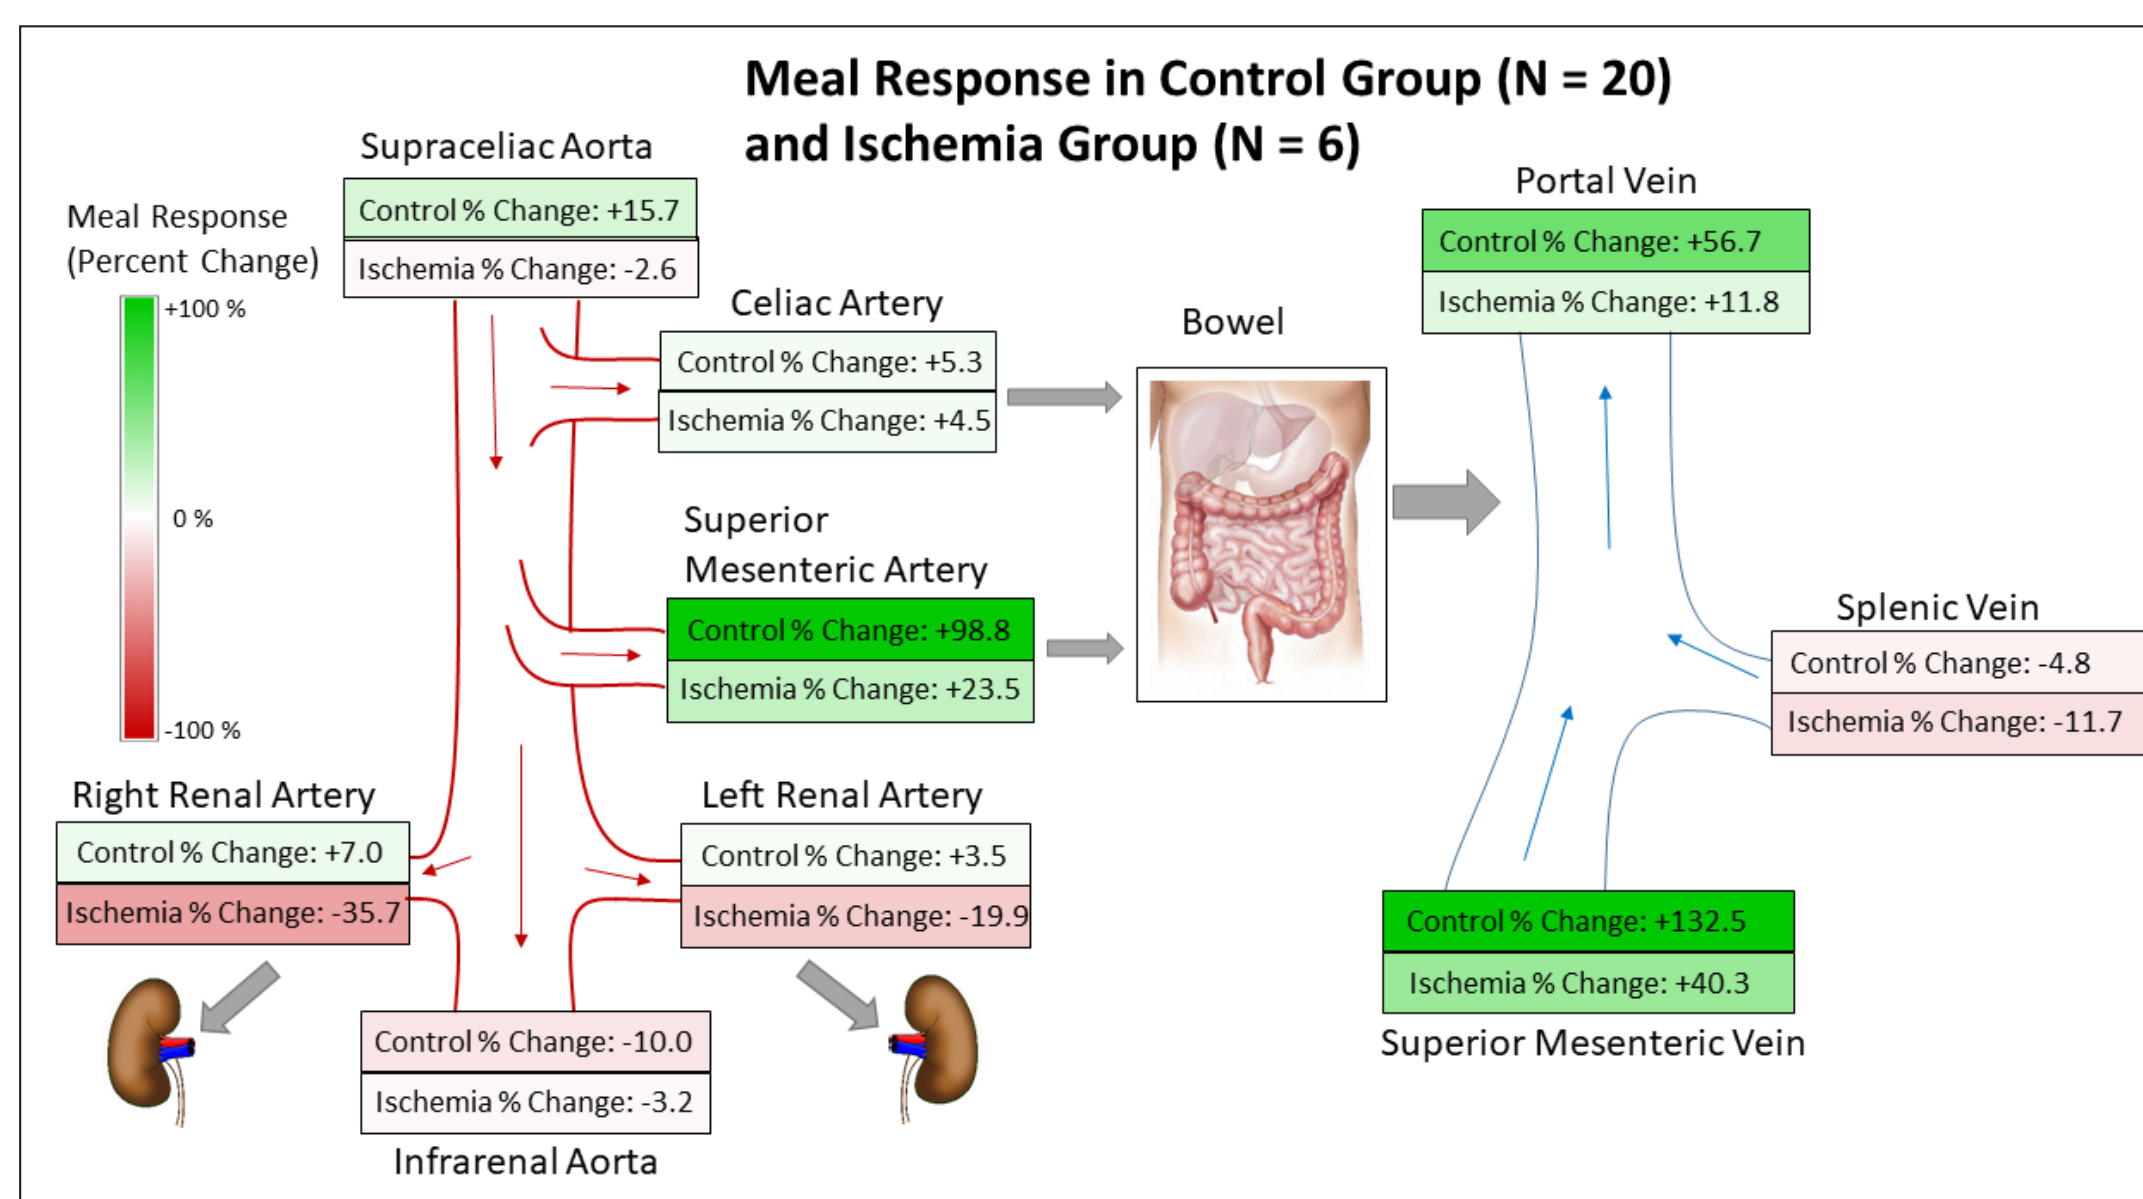 Meal Response in Control Group (N = 20)
and Ischemia Group (N = 6)
Supraceliac Aorta
Control % Change: +15.7
Ischemia % Change: -2.6
Meal Response
(Percent Change)
+100 %
0 %
-100 %
Celiac Artery
Control % Change: +5.3
Ischemia % Change: +4.5
Superior
Mesenteric Artery
Control % Change: +98.8
Ischemia % Change: +23.5
Right Renal Artery
Control % Change: +7.0
Ischemia % Change: -35.7
Left Renal Artery
Control % Change: +3.5
Ischemia % Change: -19.9
Control % Change: -10.0
Ischemia % Change: -3.2
Infrarenal Aorta
Bowel
Portal Vein
Control % Change: +56.7
Ischemia % Change: +11.8
Splenic Vein
Control % Change: -4.8
Ischemia % Change: -11.7
Control % Change: +132.5
Ischemia % Change: +40.3
Superior Mesenteric Vein